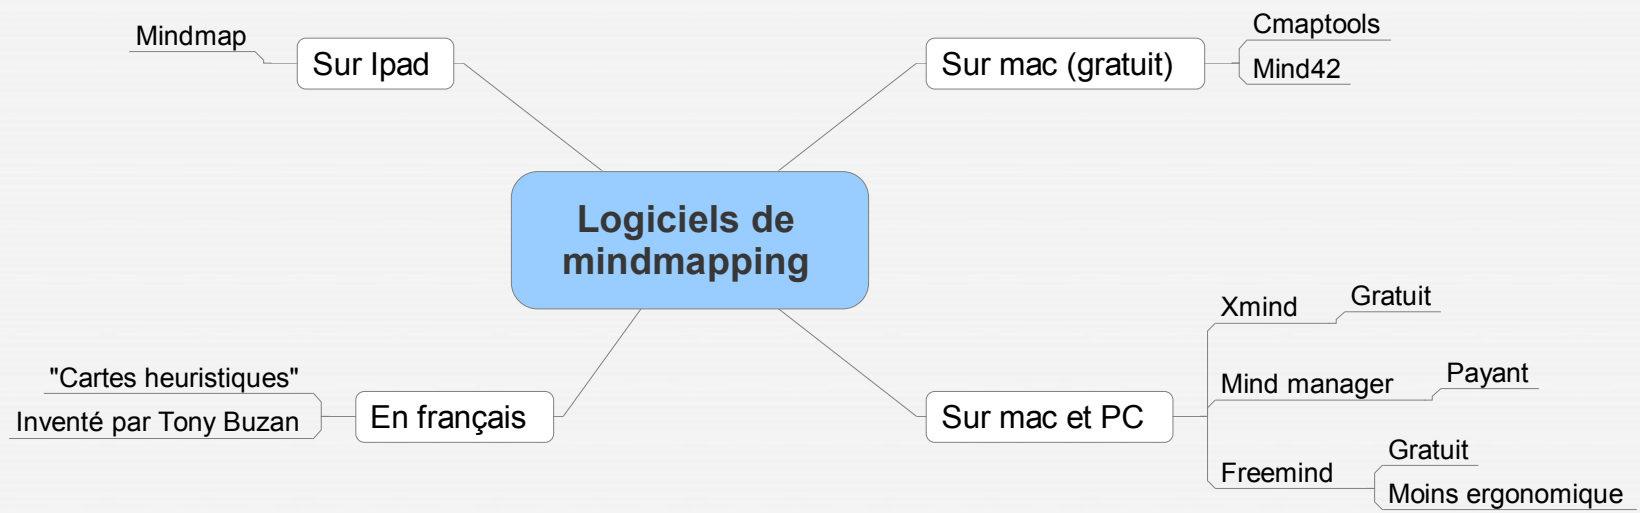 Mindmap
Sur Ipad
Sur mac (gratuit)
Cmaptools
Mind42
Logiciels de
mindmapping
"Cartes heuristiques"
Inventé par Tony Buzan
En français
Sur mac et PC
Xmind
Gratuit
Mind manager
Payant
Freemind
Gratuit
Moins ergonomique